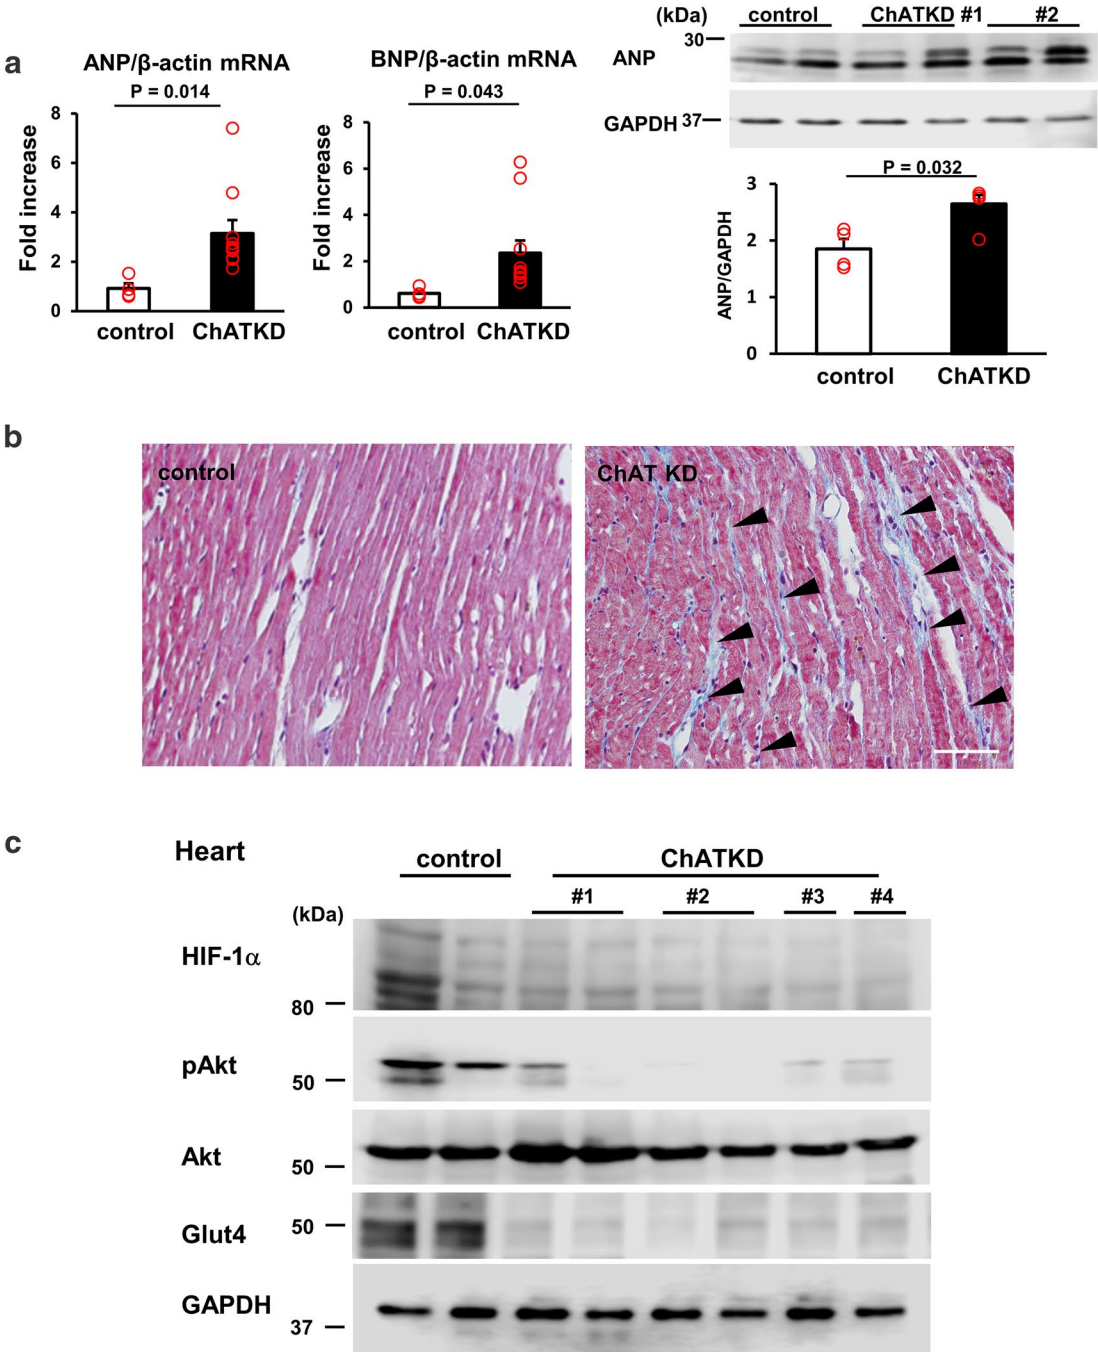 a
ANP/β-actin mRNA
P = 0.014
Fold increase
8
6
4
2
0
control ChATKD
BNP/β-actin mRNA
P = 0.043
Fold increase
8
6
4
2
0
control ChATKD
(kDa) control ChATKD #1 #2
30
ANP
GAPDH 37
P = 0.032
ANP/GAPDH
3
2
1
0
control ChATKD
b
control
ChAT KD
c
Heart
control ChATKD
#1 #2 #3 #4
(kDa)
HIF-1α
80
pAkt
50
Akt
50
Glut4
50
GAPDH
37